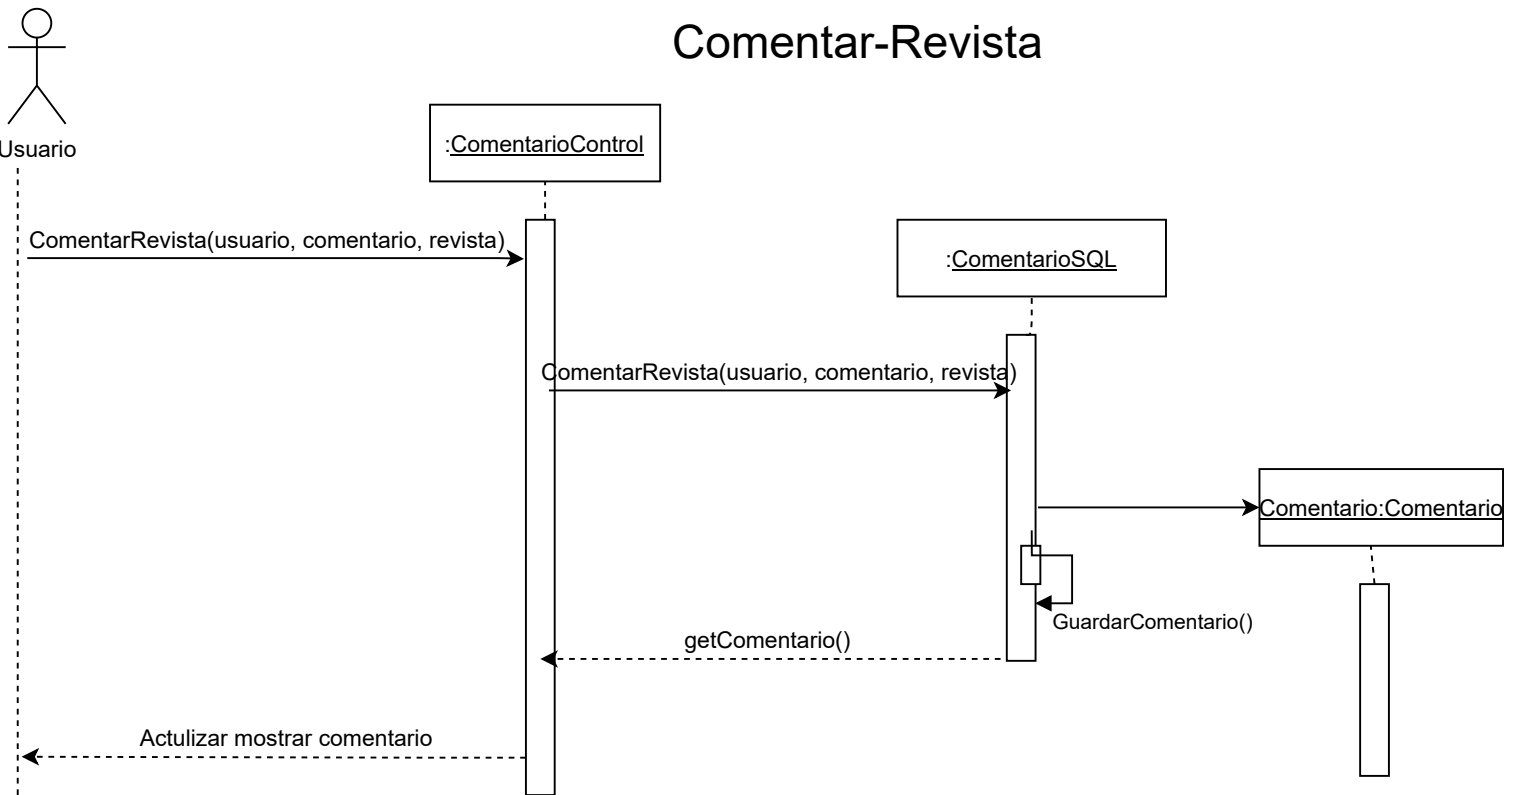 Comentar-Revista
Usuario
:ComentarioControl
ComentarRevista(usuario, comentario, revista)
:ComentarioSQL
ComentarRevista(usuario, comentario, revista)
Comentario:Comentario
GuardarComentario()
getComentario()
Actulizar mostrar comentario